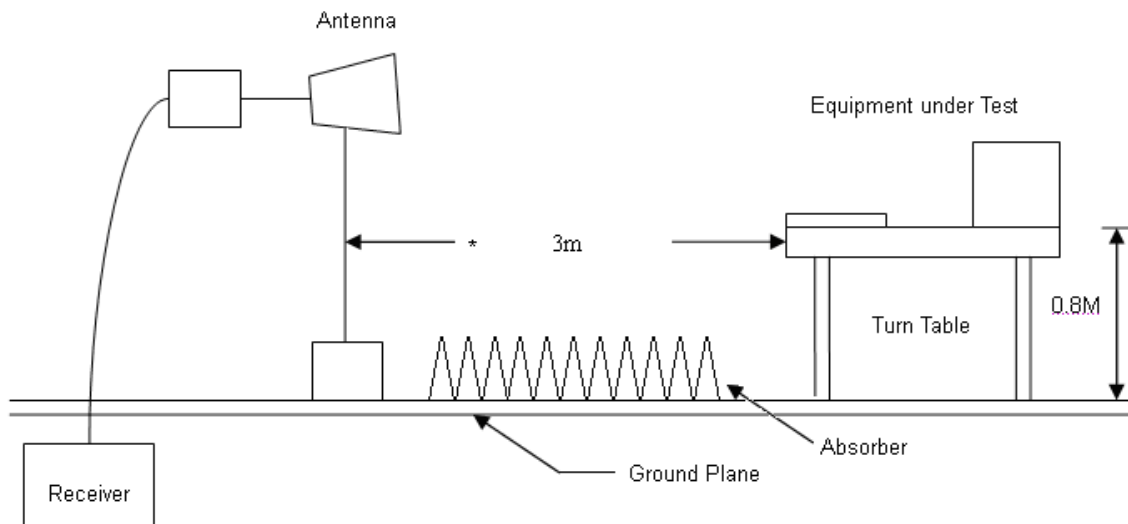 Antenna
Equipment under Test
* 3m
0.8M
Turn Table
Absorber
Ground Plane
Receiver